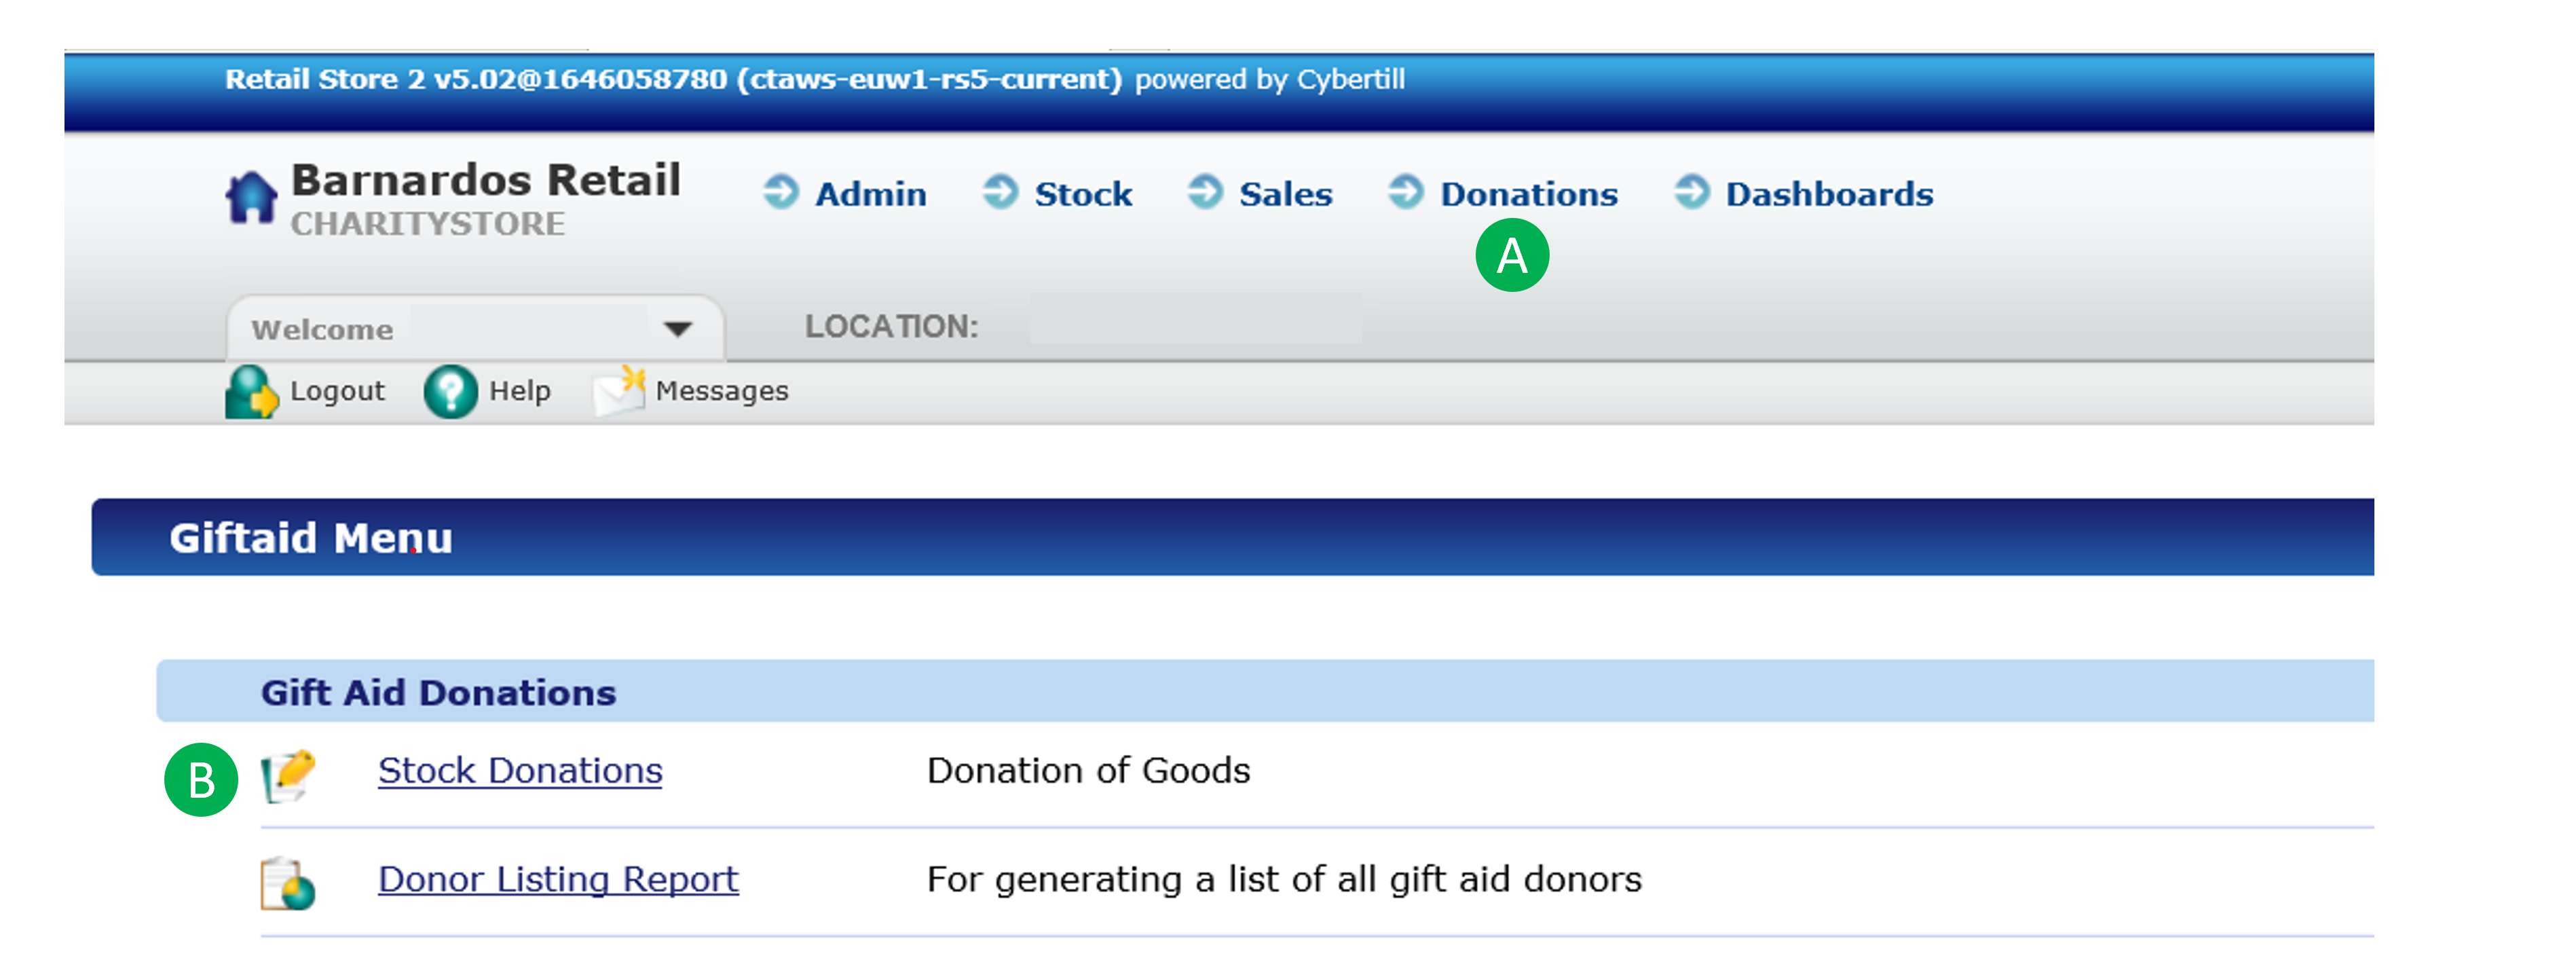 Retail Store 2 v5.02@1646058780 (ctaws-euw1-rs5-current) powered by Cybertill
Barnardos Retail
CHARITYSTORE
Admin
Stock
Sales
Donations
Dashboards
A
Welcome
LOCATION:
Logout
Help
Messages
Giftaid Menu
Gift Aid Donations
B
Stock Donations
Donation of Goods
Donor Listing Report
For generating a list of all gift aid donors